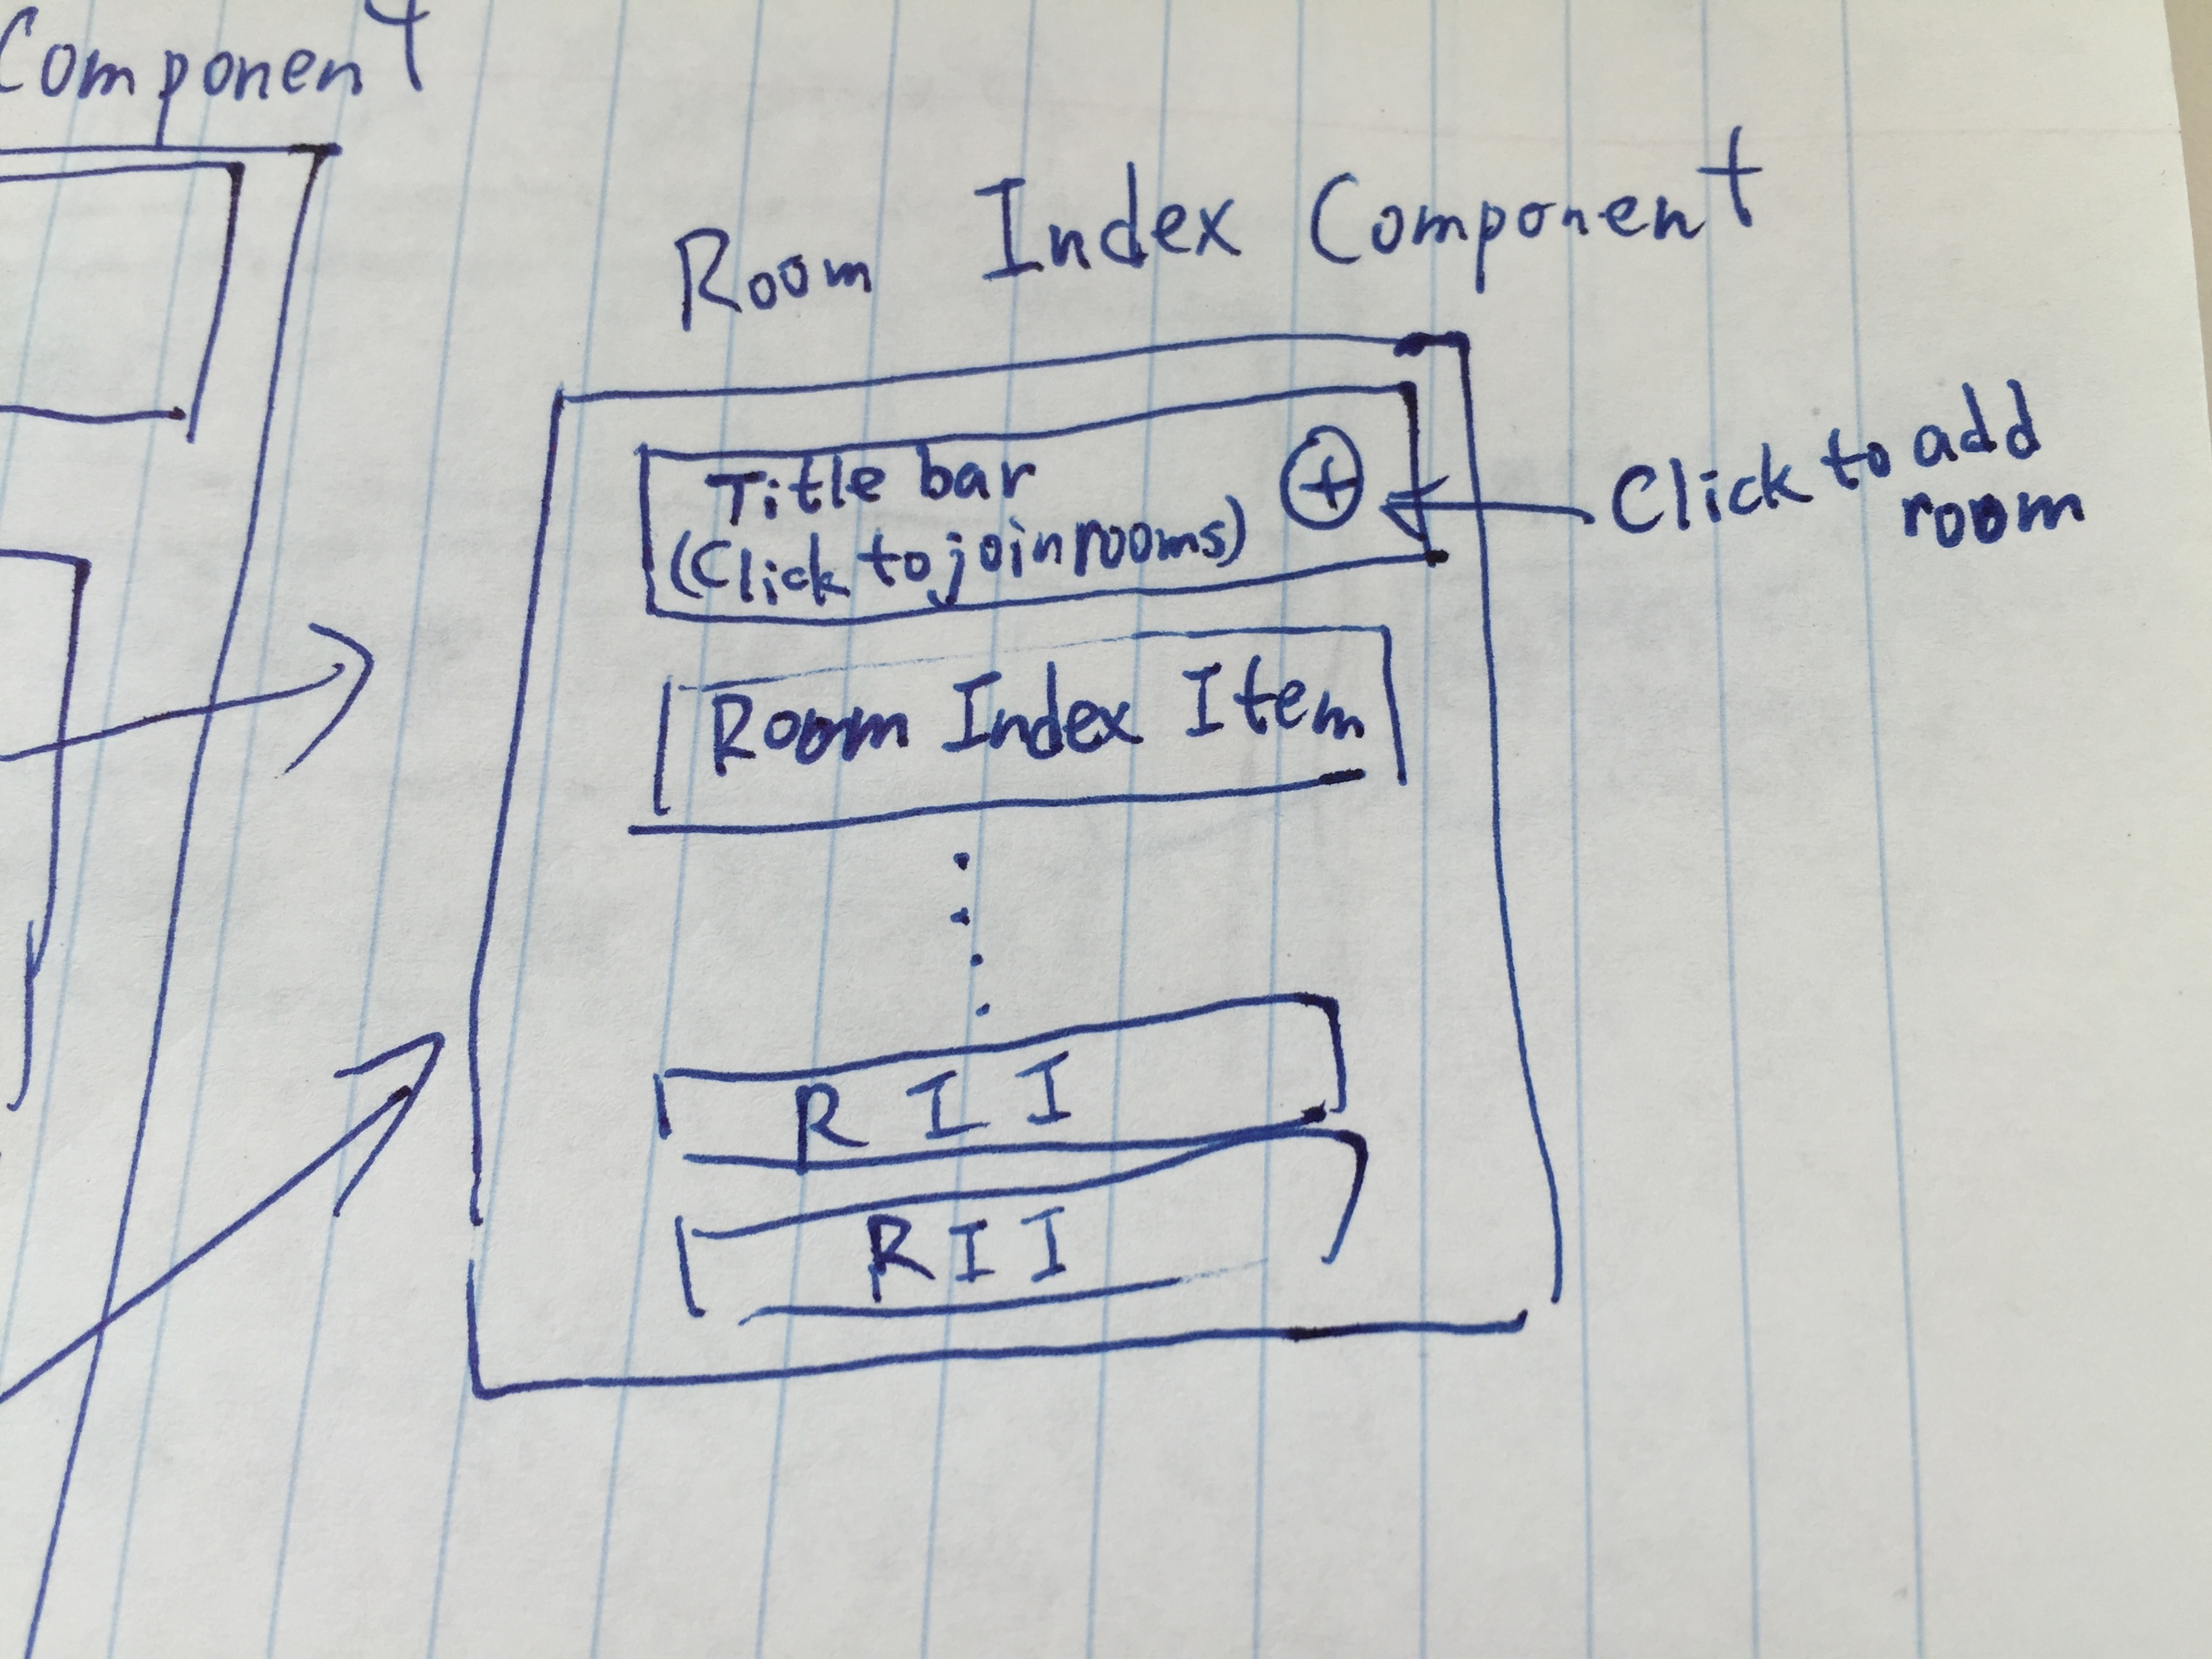 Component
Room Index Component
Title bar
(Click to join rooms)
+
Click to add
room
Room Index Item
RII
RII